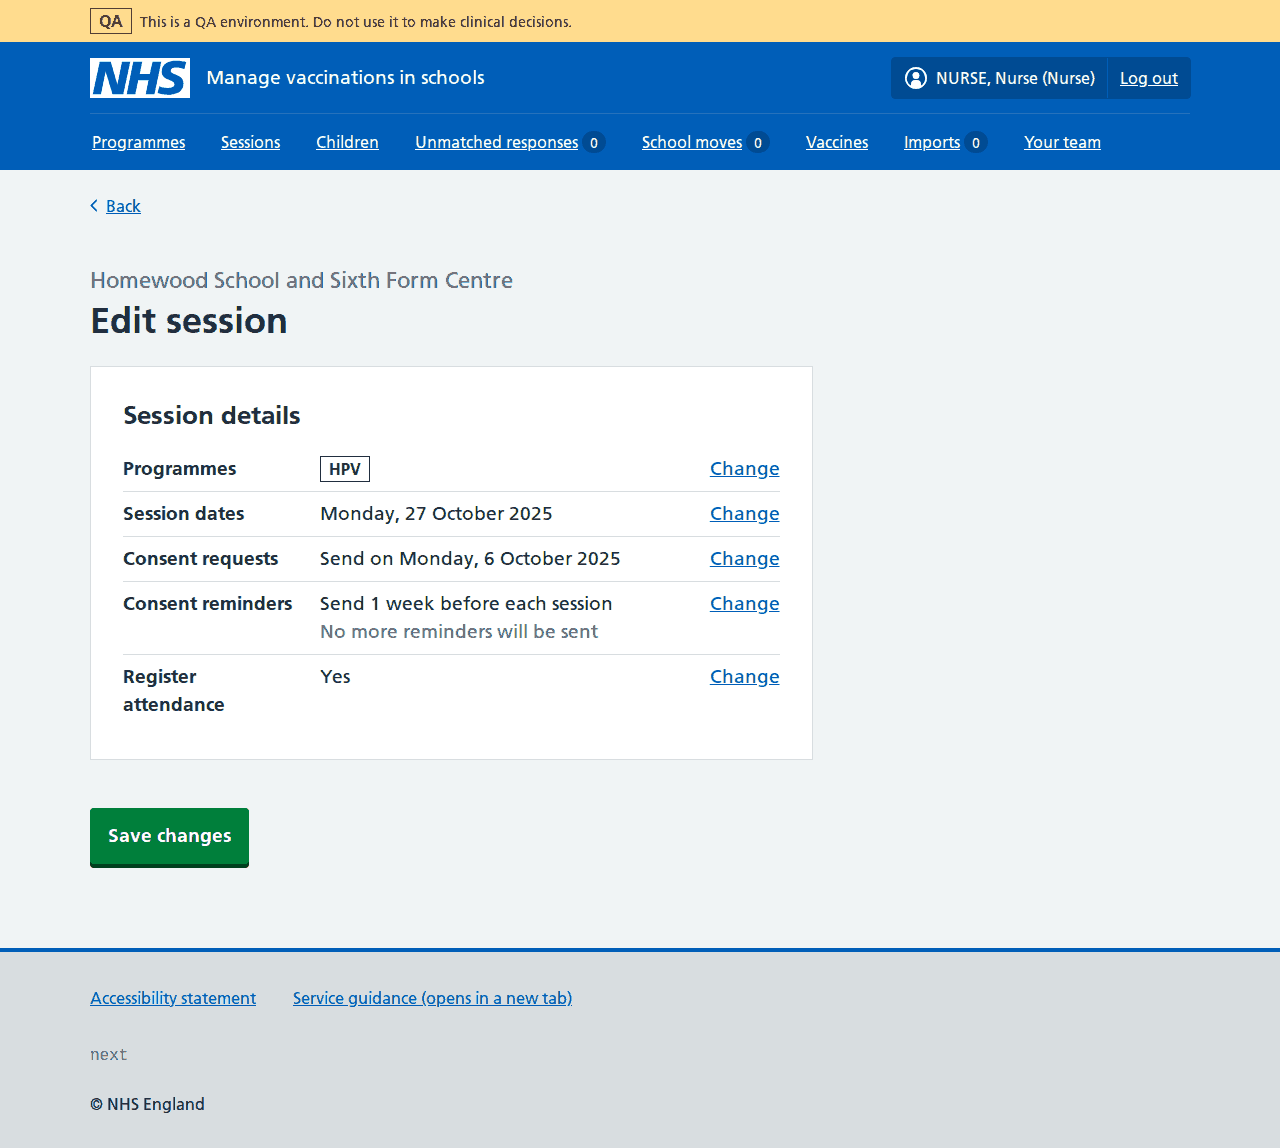 QA This is a QA environment. Do not use it to make clinical decisions.
NHS Manage vaccinations in schools NURSE, Nurse (Nurse) Log out
Programmes Sessions Children Unmatched responses 0 School moves 0 Vaccines Imports 0 Your team
Back
Homewood School and Sixth Form Centre
Edit session
Session details
Programmes HPV Change
Session dates Monday, 27 October 2025 Change
Consent requests Send on Monday, 6 October 2025 Change
Consent reminders Send 1 week before each session Change
No more reminders will be sent
Register Yes Change
attendance
Save changes
Accessibility statement Service guidance (opens in a new tab)
next
© NHS England